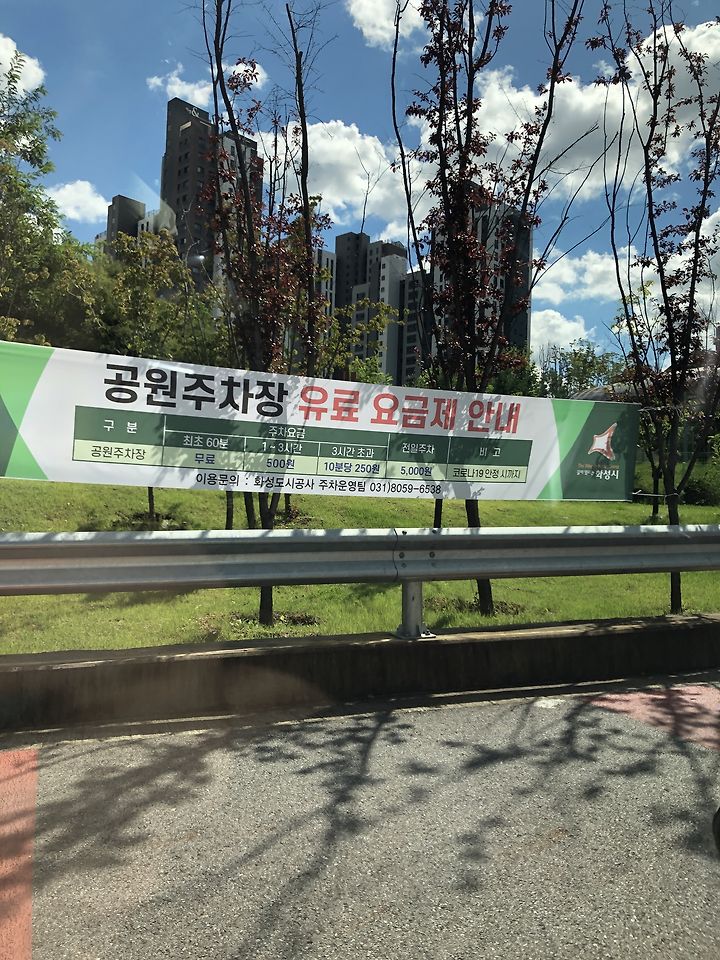 공원주차장 유료 요금제 안내
구 분 주차요금 비 고
최초 60분 1~3시간 3시간 초과 전일주차
공원주차장 무료 500원 10분당 250원 5,000원 코로나19 안정 시까지
이용문의 : 화성도시공사 주차운영팀 031)8059-6538
화성시